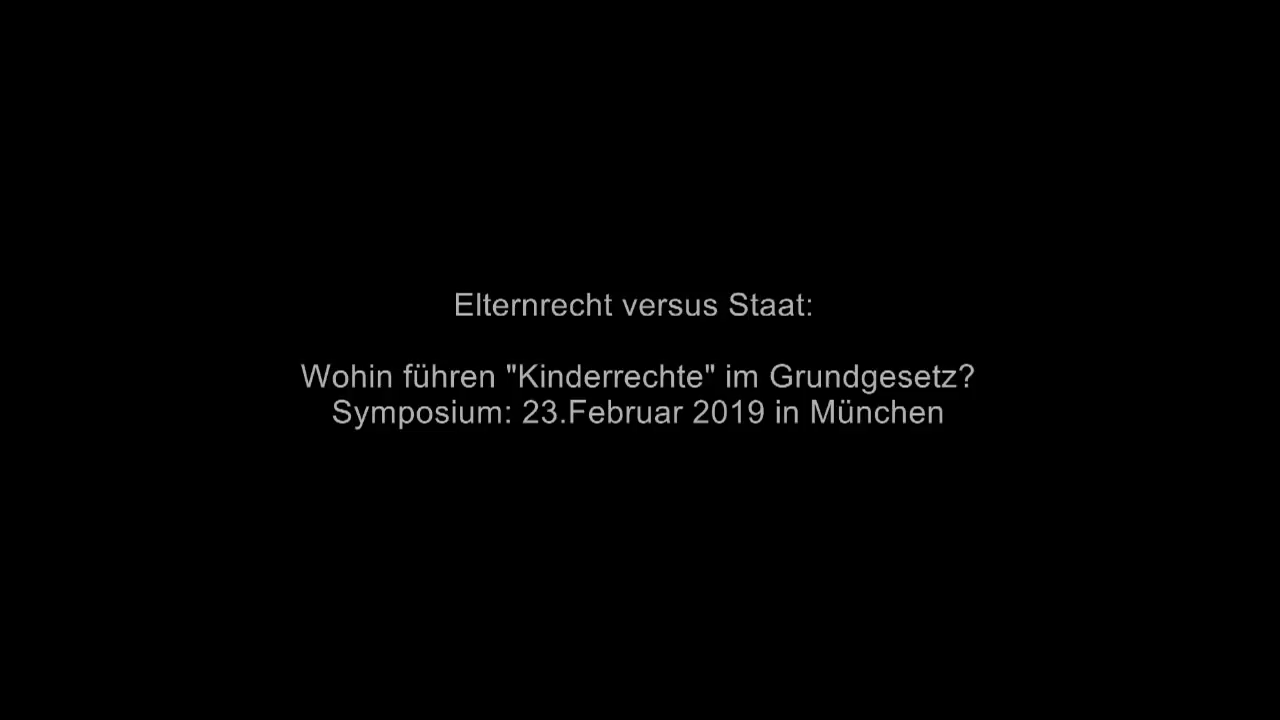 Elternrecht versus Staat:
Wohin führen "Kinderrechte" im Grundgesetz?
Symposium: 23.Februar 2019 in München